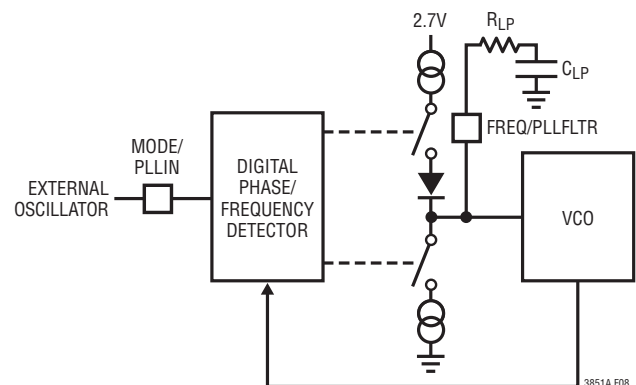 2.7V
RLP
CLP
FREQ/PLLFLTR
MODE/
PLLIN
EXTERNAL
OSCILLATOR
DIGITAL
PHASE/
FREQUENCY
DETECTOR
VCO
3851A F08